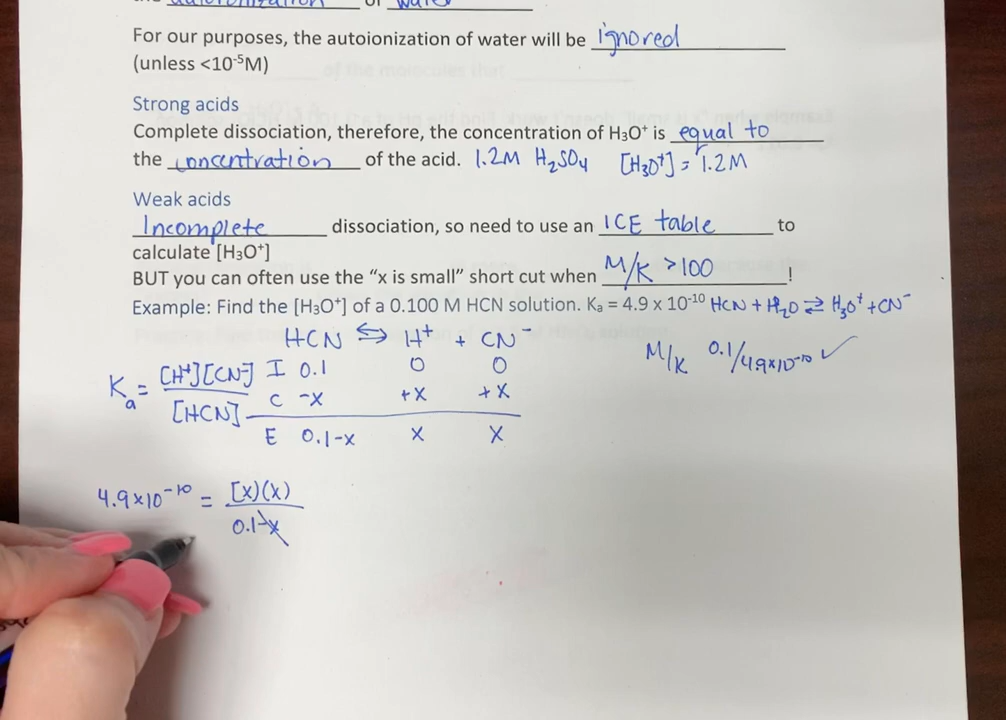 autoionization of water
For our purposes, the autoionization of water will be ignored
(unless <10⁻⁵M)
Strong acids
Complete dissociation, therefore, the concentration of H₃O⁺ is equal to
the concentration of the acid. 1.2M H₂SO₄ [H₃O⁺] = 1.2M
Weak acids
Incomplete dissociation, so need to use an ICE table to
calculate [H₃O⁺]
BUT you can often use the "x is small" short cut when M/K >100 !
Example: Find the [H₃O⁺] of a 0.100 M HCN solution. Kₐ = 4.9 x 10⁻¹⁰ HCN + H₂O ⇌ H₃O⁺ + CN⁻
HCN ⇔ H⁺ + CN⁻
M/K 0.1/4.9x10⁻¹⁰ ✓
Kₐ = [H⁺][CN⁻]/[HCN]
I 0.1 0 0
C -x +x +x
E 0.1-x x x
4.9x10⁻¹⁰ = [x)(x)/0.1-x